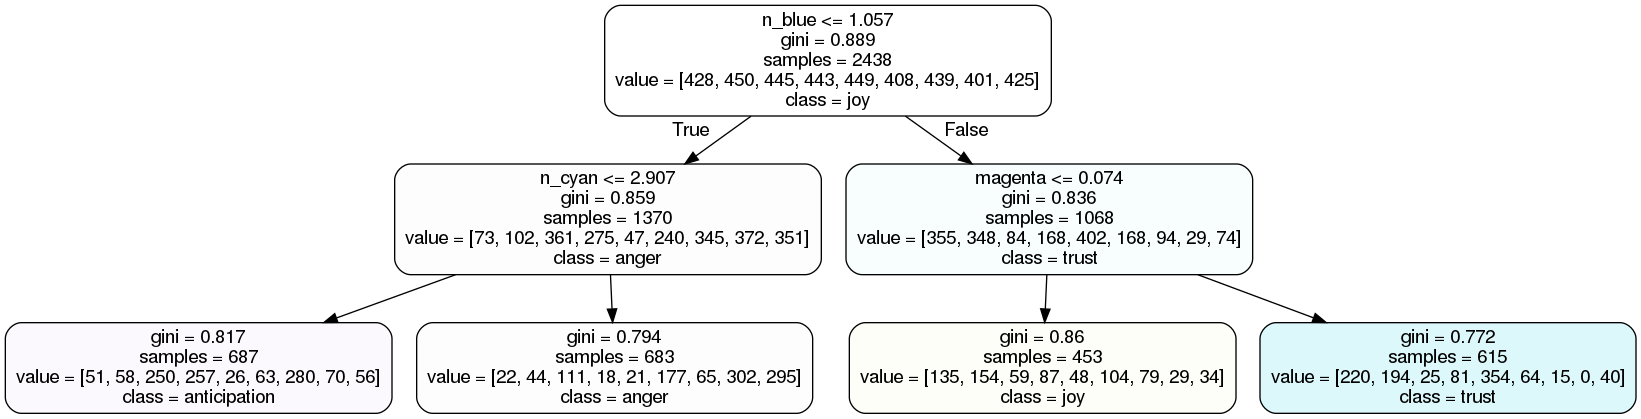 n_blue <= 1.057
gini = 0.889
samples = 2438
value = [428, 450, 445, 443, 449, 408, 439, 401, 425]
class = joy
True
False
n_cyan <= 2.907
gini = 0.859
samples = 1370
value = [73, 102, 361, 275, 47, 240, 345, 372, 351]
class = anger
magenta <= 0.074
gini = 0.836
samples = 1068
value = [355, 348, 84, 168, 402, 168, 94, 29, 74]
class = trust
gini = 0.817
samples = 687
value = [51, 58, 250, 257, 26, 63, 280, 70, 56]
class = anticipation
gini = 0.794
samples = 683
value = [22, 44, 111, 18, 21, 177, 65, 302, 295]
class = anger
gini = 0.86
samples = 453
value = [135, 154, 59, 87, 48, 104, 79, 29, 34]
class = joy
gini = 0.772
samples = 615
value = [220, 194, 25, 81, 354, 64, 15, 0, 40]
class = trust